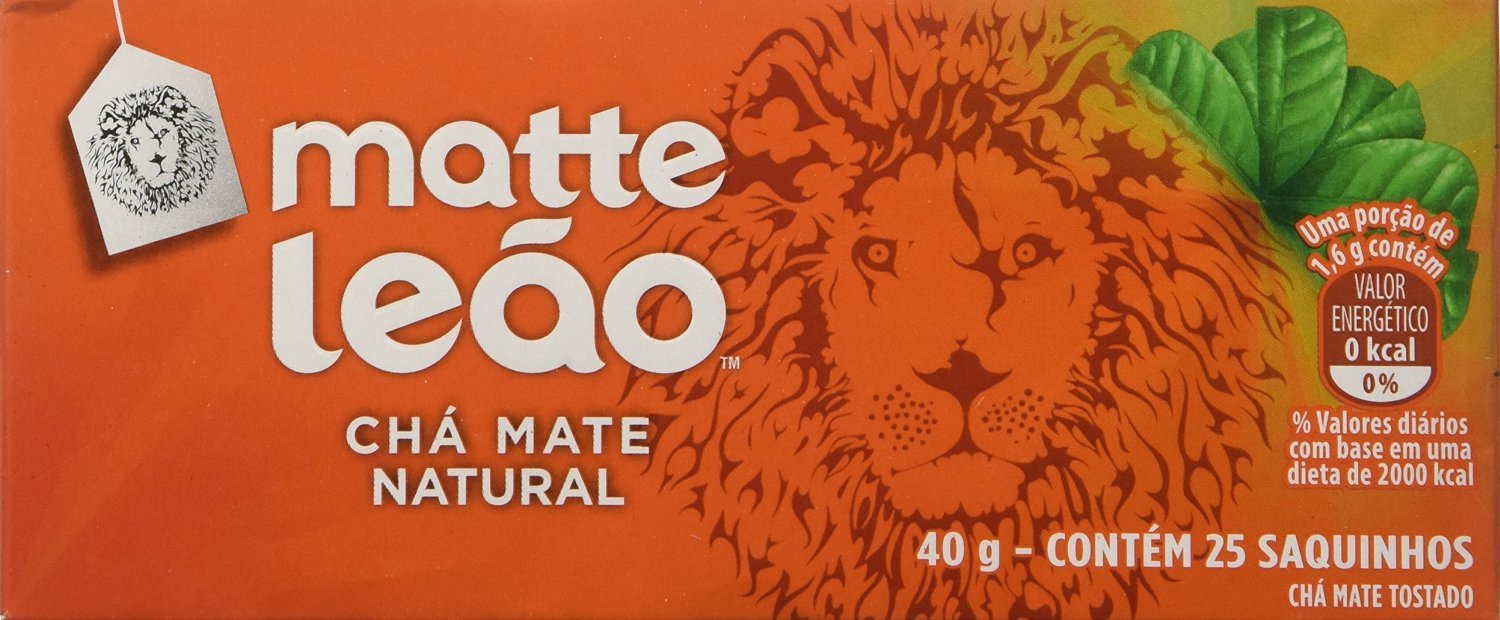 matte
leão
TM
CHÁ MATE
NATURAL
Uma porção de
1,6 g contém
VALOR
ENERGÉTICO
0 kcal
0%
% Valores diários
com base em uma
dieta de 2000 kcal
40 g - CONTÉM 25 SAQUINHOS
CHÁ MATE TOSTADO